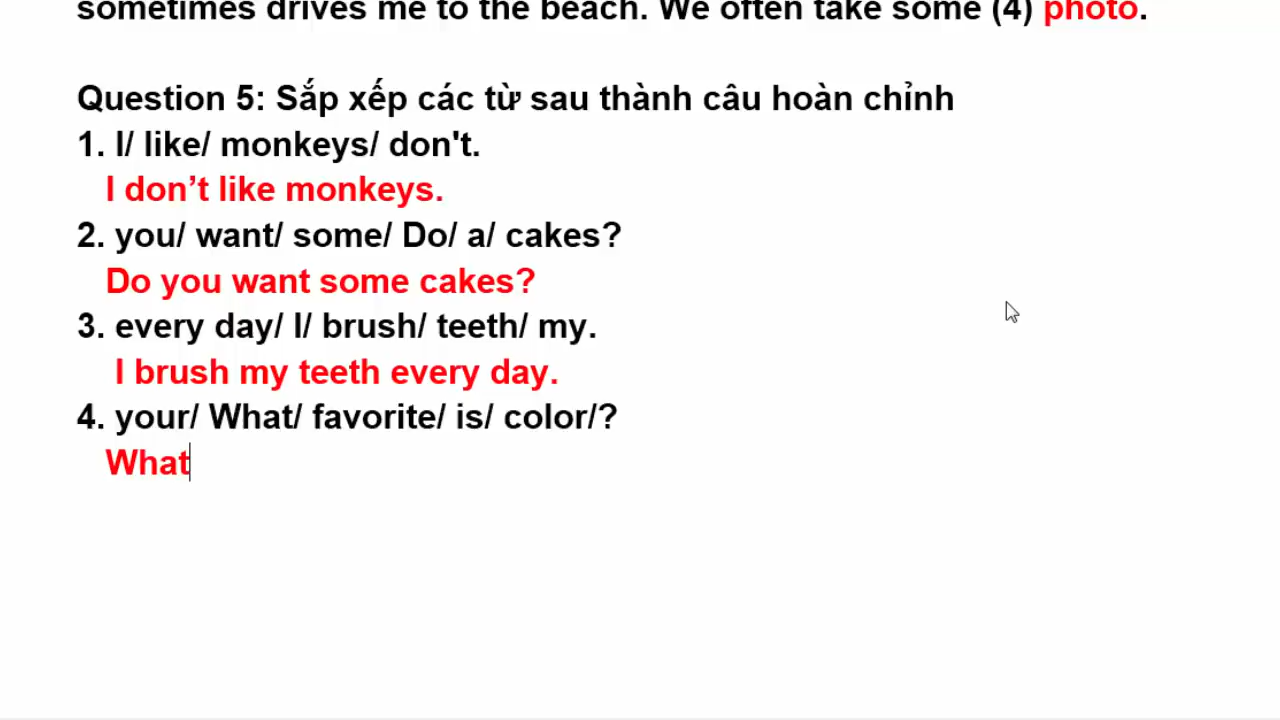 sometimes drives me to the beach. We often take some (4) photo.
Question 5: Sắp xếp các từ sau thành câu hoàn chỉnh
1. I/ like/ monkeys/ don't.
I don’t like monkeys.
2. you/ want/ some/ Do/ a/ cakes?
Do you want some cakes?
3. every day/ I/ brush/ teeth/ my.
I brush my teeth every day.
4. your/ What/ favorite/ is/ color/?
What